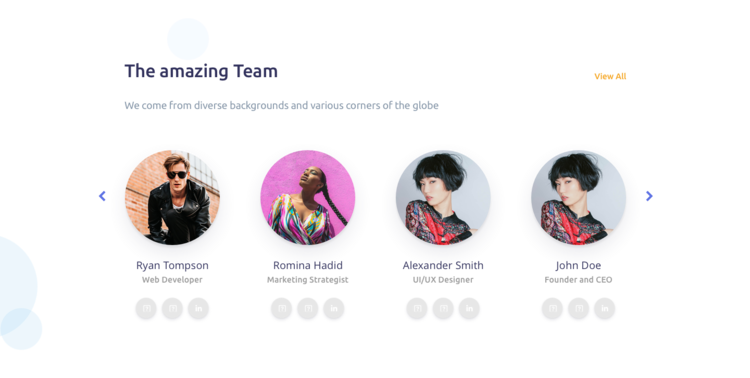 The amazing Team
View All
We come from diverse backgrounds and various corners of the globe
Ryan Tompson
Romina Hadid
Alexander Smith
John Doe
Web Developer
Marketing Strategist
UI/UX Designer
Founder and CEO
in in in in